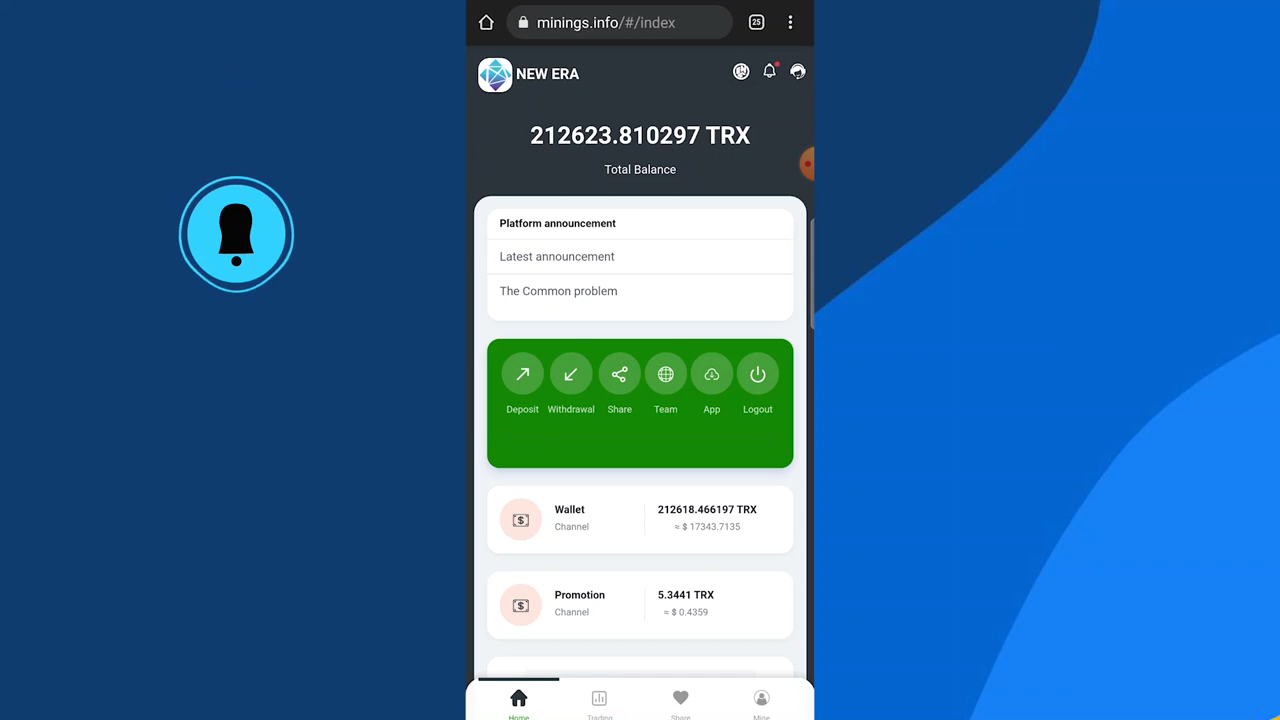 minings.info/#/index
25
NEW ERA
212623.810297 TRX
Total Balance
Platform announcement
Latest announcement
The Common problem
Deposit Withdrawal Share Team App Logout
Wallet 212618.466197 TRX
Channel ≈ $ 17343.7135
Promotion 5.3441 TRX
Channel ≈ $ 0.4359
Home Trading Share Mine